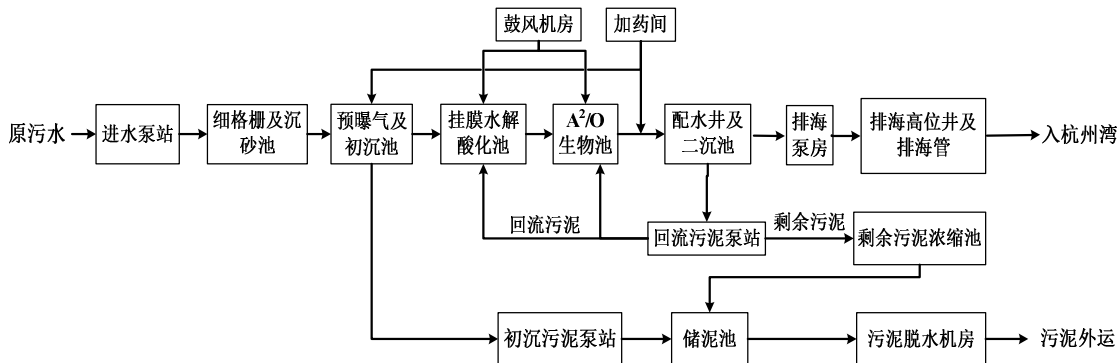 鼓风机房
加药间
原污水
进水泵站
细格栅及沉
砂池
预曝气及
初沉池
挂膜水解
酸化池
A²/O
生物池
配水井及
二沉池
排海
泵房
排海高位井及
排海管
入杭州湾
回流污泥
回流污泥泵站
剩余污泥
剩余污泥浓缩池
初沉污泥泵站
储泥池
污泥脱水机房
污泥外运